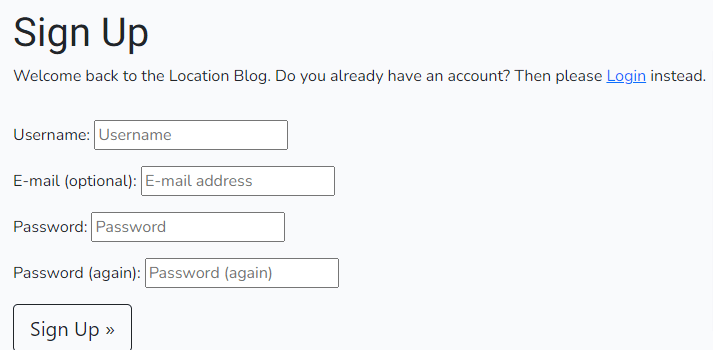 Sign Up
Welcome back to the Location Blog. Do you already have an account? Then please Login instead.
Username: Username
E-mail (optional): E-mail address
Password: Password
Password (again): Password (again)
Sign Up »